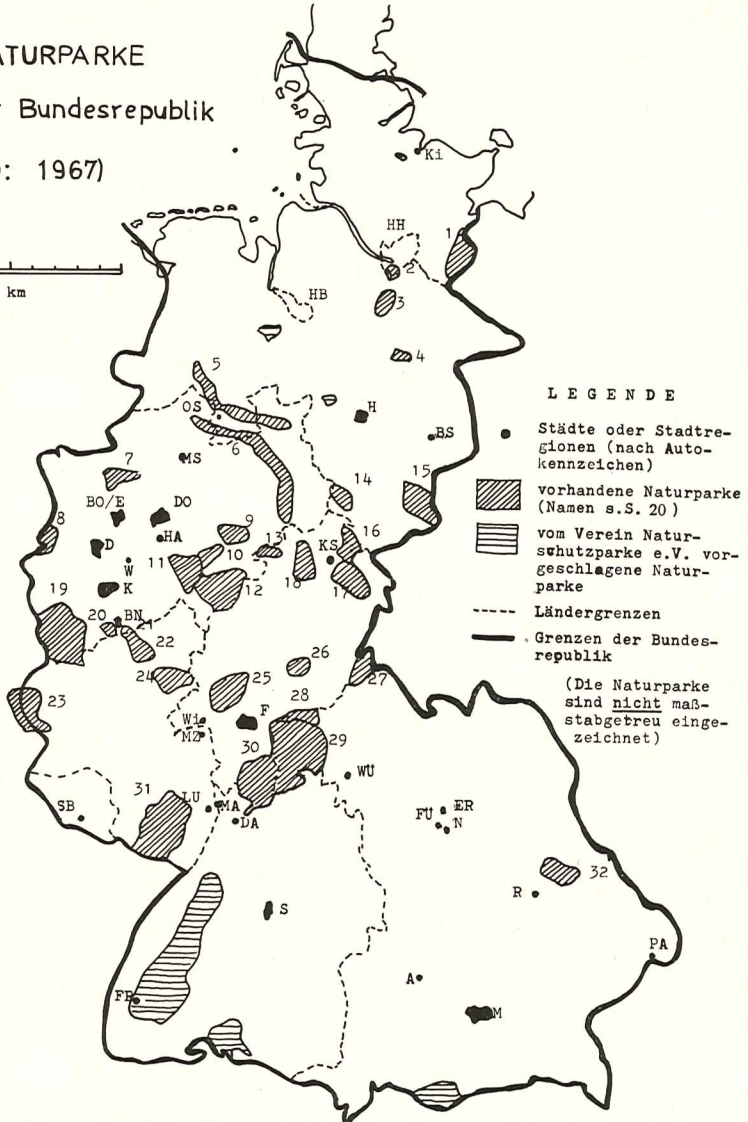 ATURPARKE
Bundesrepublik
: 1967)
km
Ki
HH
1
2
HB
3
4
5
OS
H
BS
6
MS
7
14
15
BO/E
DO
8
9
HA
D
10
13
16
KS
W
11
18
K
12
17
19
20
BN
22
26
24
25
27
23
28
Wi
F
MZ
30
29
WÜ
31
LU
MA
SB
DA
FÜ
ER
N
32
R
S
PA
A
FR
M
LEGENDE
Städte oder Stadtre-
gionen (nach Auto-
kennzeichen)
vorhandene Naturparke
(Namen s.S. 20)
vom Verein Natur-
schutzparke e.V. vor-
geschlagene Natur-
parke
Ländergrenzen
Grenzen der Bundes-
republik
(Die Naturparke
sind nicht maß-
stabgetreu einge-
zeichnet)